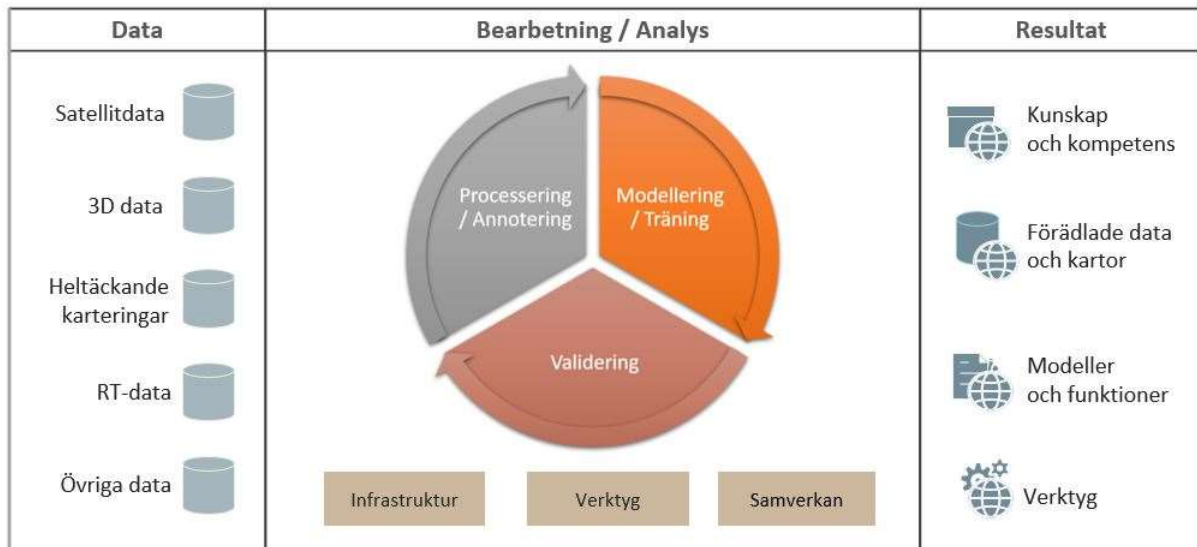 Data
Bearbetning / Analys
Resultat
Satellitdata
3D data
Heltäckande
karteringar
RT-data
Övriga data
Processering
/ Annotering
Modellering
/ Träning
Validering
Infrastruktur
Verktyg
Samverkan
Kunskap
och kompetens
Förädlade data
och kartor
Modeller
och funktioner
Verktyg